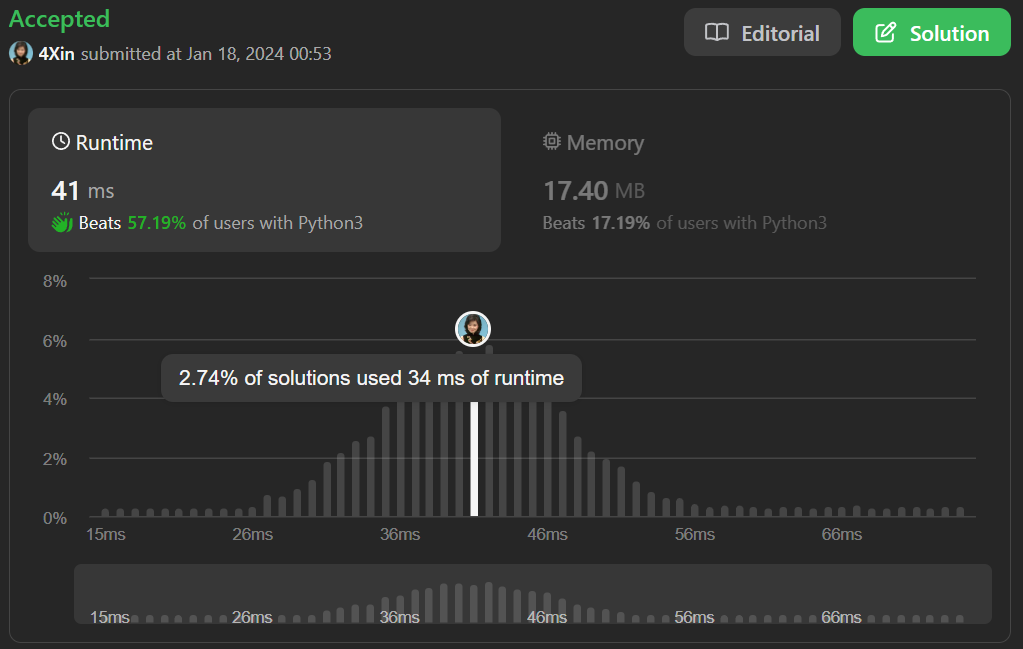 Accepted
Editorial
Solution
4Xin submitted at Jan 18, 2024 00:53
Runtime
Memory
41 ms
17.40 MB
Beats 57.19% of users with Python3
Beats 17.19% of users with Python3
8%
6%
2.74% of solutions used 34 ms of runtime
4%
2%
0%
15ms 26ms 36ms 46ms 56ms 66ms
15ms 26ms 36ms 46ms 56ms 66ms